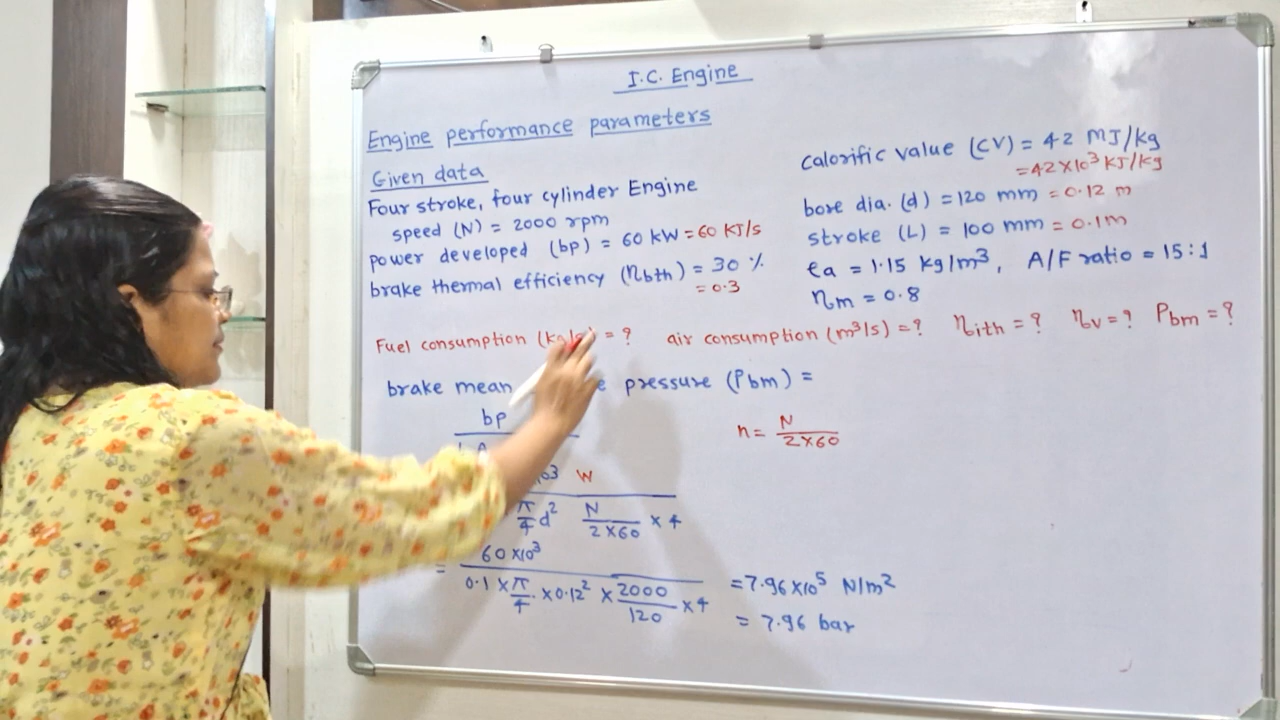 I.C. Engine
Engine performance parameters
Given data
Four stroke, four cylinder Engine
speed (N) = 2000 rpm
power developed (bp) = 60 kW = 60 KJ/s
brake thermal efficiency (ηbth) = 30 %
= 0.3
calorific value (CV) = 42 MJ/kg
= 42×10³ KJ/kg
bore dia. (d) = 120 mm = 0.12 m
stroke (L) = 100 mm = 0.1m
ρa = 1.15 kg/m³, A/F ratio = 15:1
ηm = 0.8
Fuel consumption = ? air consumption (m³/s) = ? ηith = ? ηv = ? Pbm = ?
brake mean pressure (Pbm) =
bp
n = N
2×60
W
π/4 d² N/2×60 × 4
= 60×10³
0.1 × π/4 × 0.12² × 2000/120 × 4
= 7.96×10⁵ N/m²
= 7.96 bar